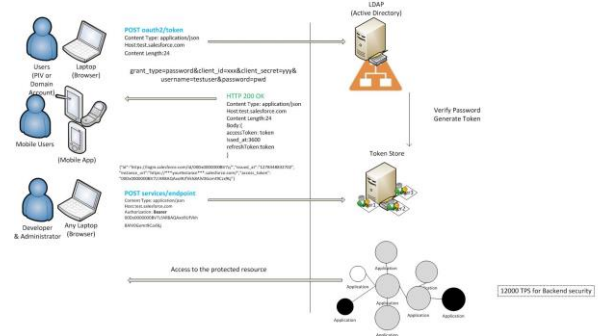 LDAP
(Active Directory)
POST oauth2/token
Content Type: application/json
Host:test.salesforce.com
Content Length:24
Users
(PIV or
Domain
Account)
Laptop
(Browser)
grant_type=password&client_id=xxx&client_secret=yyy&
username=testuser&password=pwd
HTTP 200 OK
Content Type: application/json
Host:test.salesforce.com
Content Length:24
Body:{
accessToken: token
issued_at:3600
refreshToken:token
}
Verify Password
Generate Token
Mobile Users
(Mobile App)
Token Store
POST services/endpoint
Content Type: application/json
Host:test.salesforce.com
Authorization: Bearer
Developer
& Administrator
Any Laptop
(Browser)
Access to the protected resource
Application
Application
Application
Application
Application
Application
Application
Application
12000 TPS for Backend security